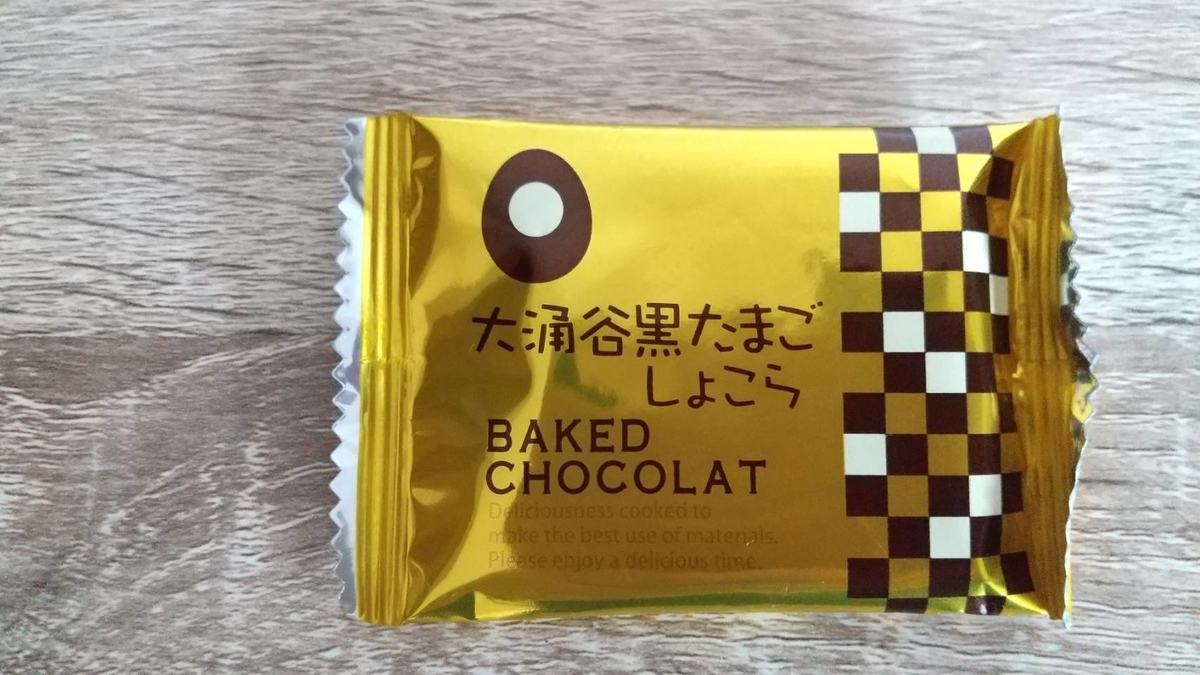 大涌谷黒たまご
しょこら
BAKED
CHOCOLAT
Deliciousness cooked to
make the best use of materials.
Please enjoy a delicious time.